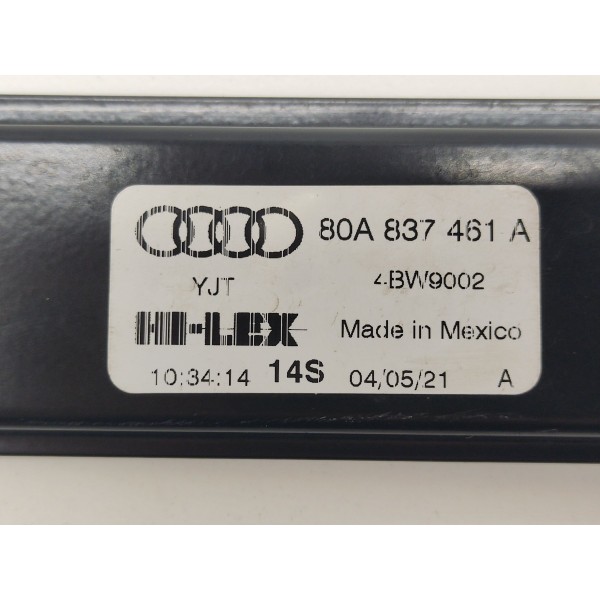 80A 837 461 A
YJT 4BW9002
HI-LEX Made in Mexico
10:34:14 14S 04/05/21 A